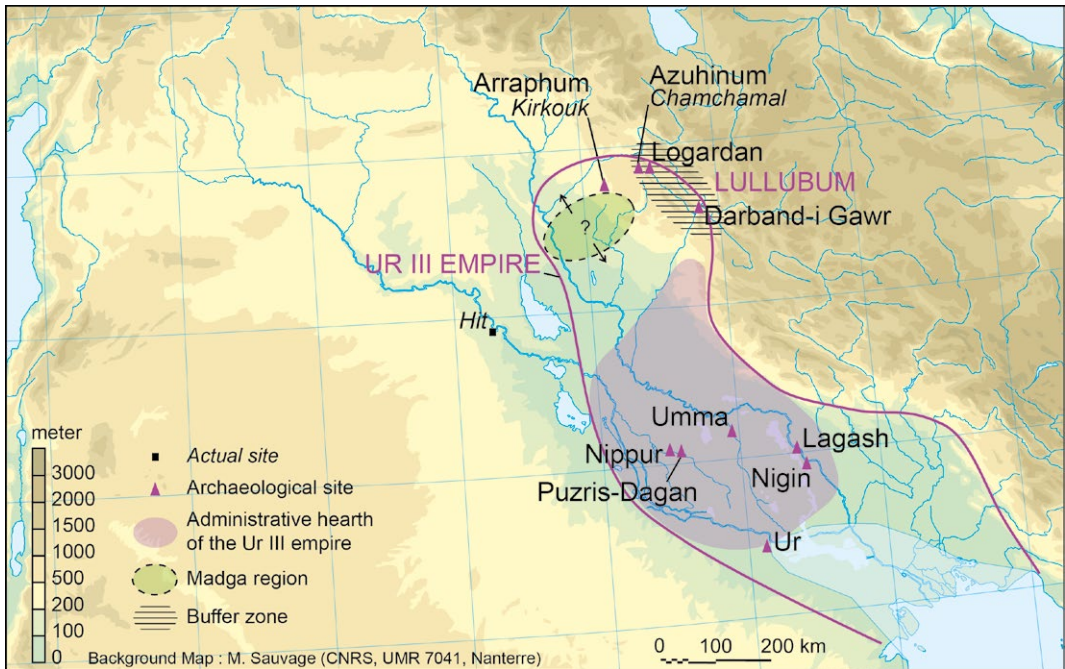 Arraphum
Kirkouk
Azuhinum
Chamchamal
Logardan
LULLUBUM
Darband-i Gawr
?
UR III EMPIRE
Hit
Umma
Lagash
Nippur
Nigin
Puzris-Dagan
Ur
meter
3000
2000
1500
1000
500
200
100
0
Actual site
Archaeological site
Administrative hearth
of the Ur III empire
Madga region
Buffer zone
0 100 200 km
Background Map : M. Sauvage (CNRS, UMR 7041, Nanterre)